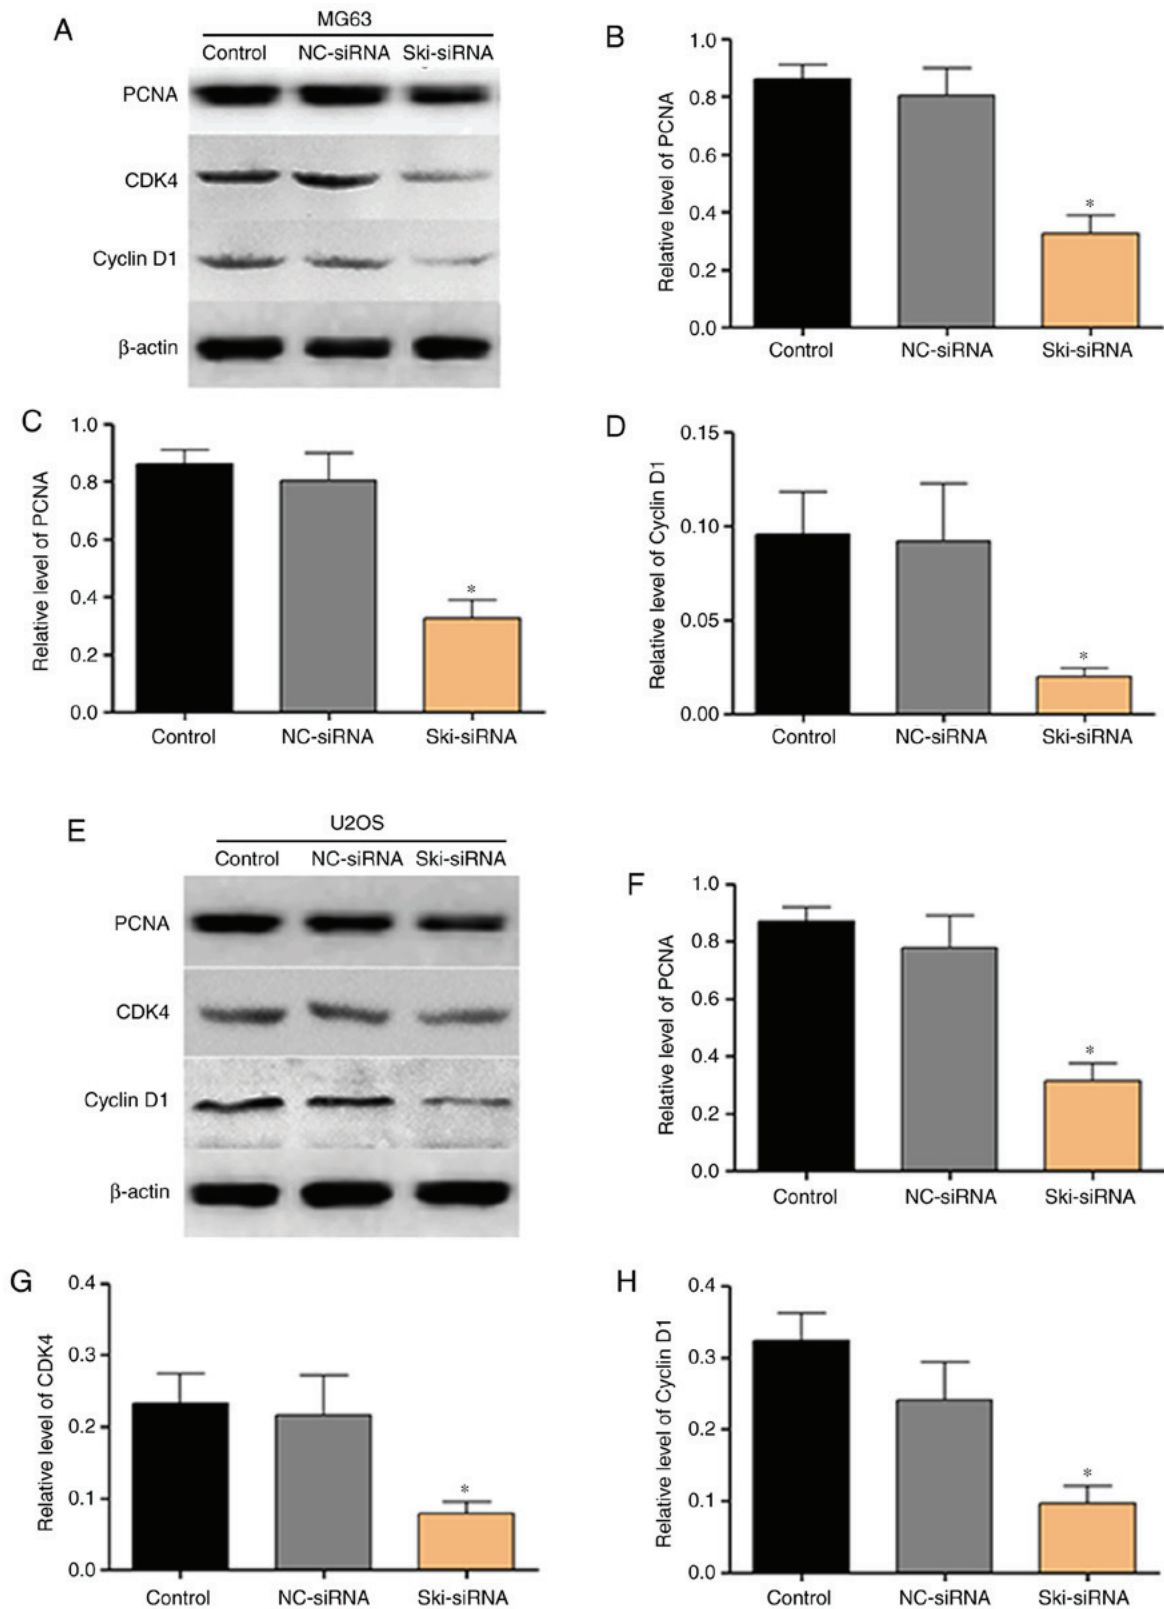 A
MG63
Control NC-siRNA Ski-siRNA
PCNA
CDK4
Cyclin D1
β-actin
B
Relative level of PCNA
1.0
0.8
0.6
0.4
0.2
0.0
*
Control NC-siRNA Ski-siRNA
C
Relative level of PCNA
1.0
0.8
0.6
0.4
0.2
0.0
*
Control NC-siRNA Ski-siRNA
D
Relative level of Cyclin D1
0.15
0.10
0.05
0.00
*
Control NC-siRNA Ski-siRNA
E
U2OS
Control NC-siRNA Ski-siRNA
PCNA
CDK4
Cyclin D1
β-actin
F
Relative level of PCNA
1.0
0.8
0.6
0.4
0.2
0.0
*
Control NC-siRNA Ski-siRNA
G
Relative level of CDK4
0.4
0.3
0.2
0.1
0.0
*
Control NC-siRNA Ski-siRNA
H
Relative level of Cyclin D1
0.4
0.3
0.2
0.1
0.0
*
Control NC-siRNA Ski-siRNA